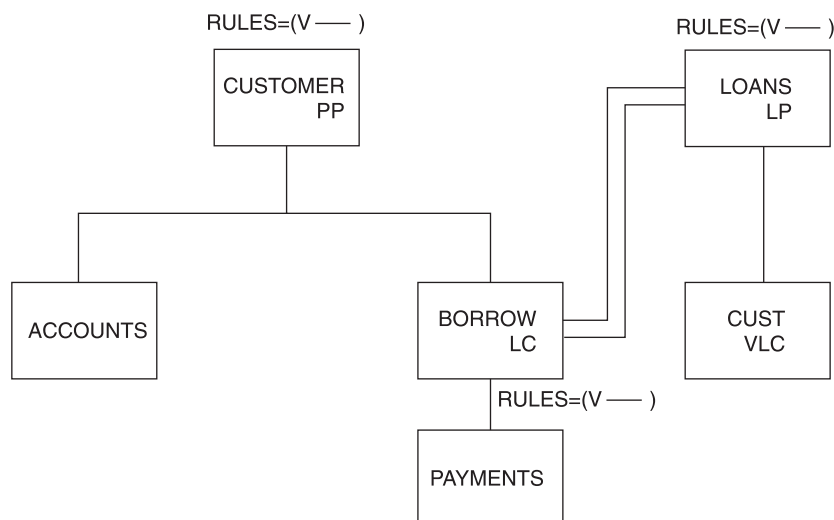 RULES=(V — )
CUSTOMER
PP
RULES=(V — )
LOANS
LP
ACCOUNTS
BORROW
LC
CUST
VLC
RULES=(V — )
PAYMENTS